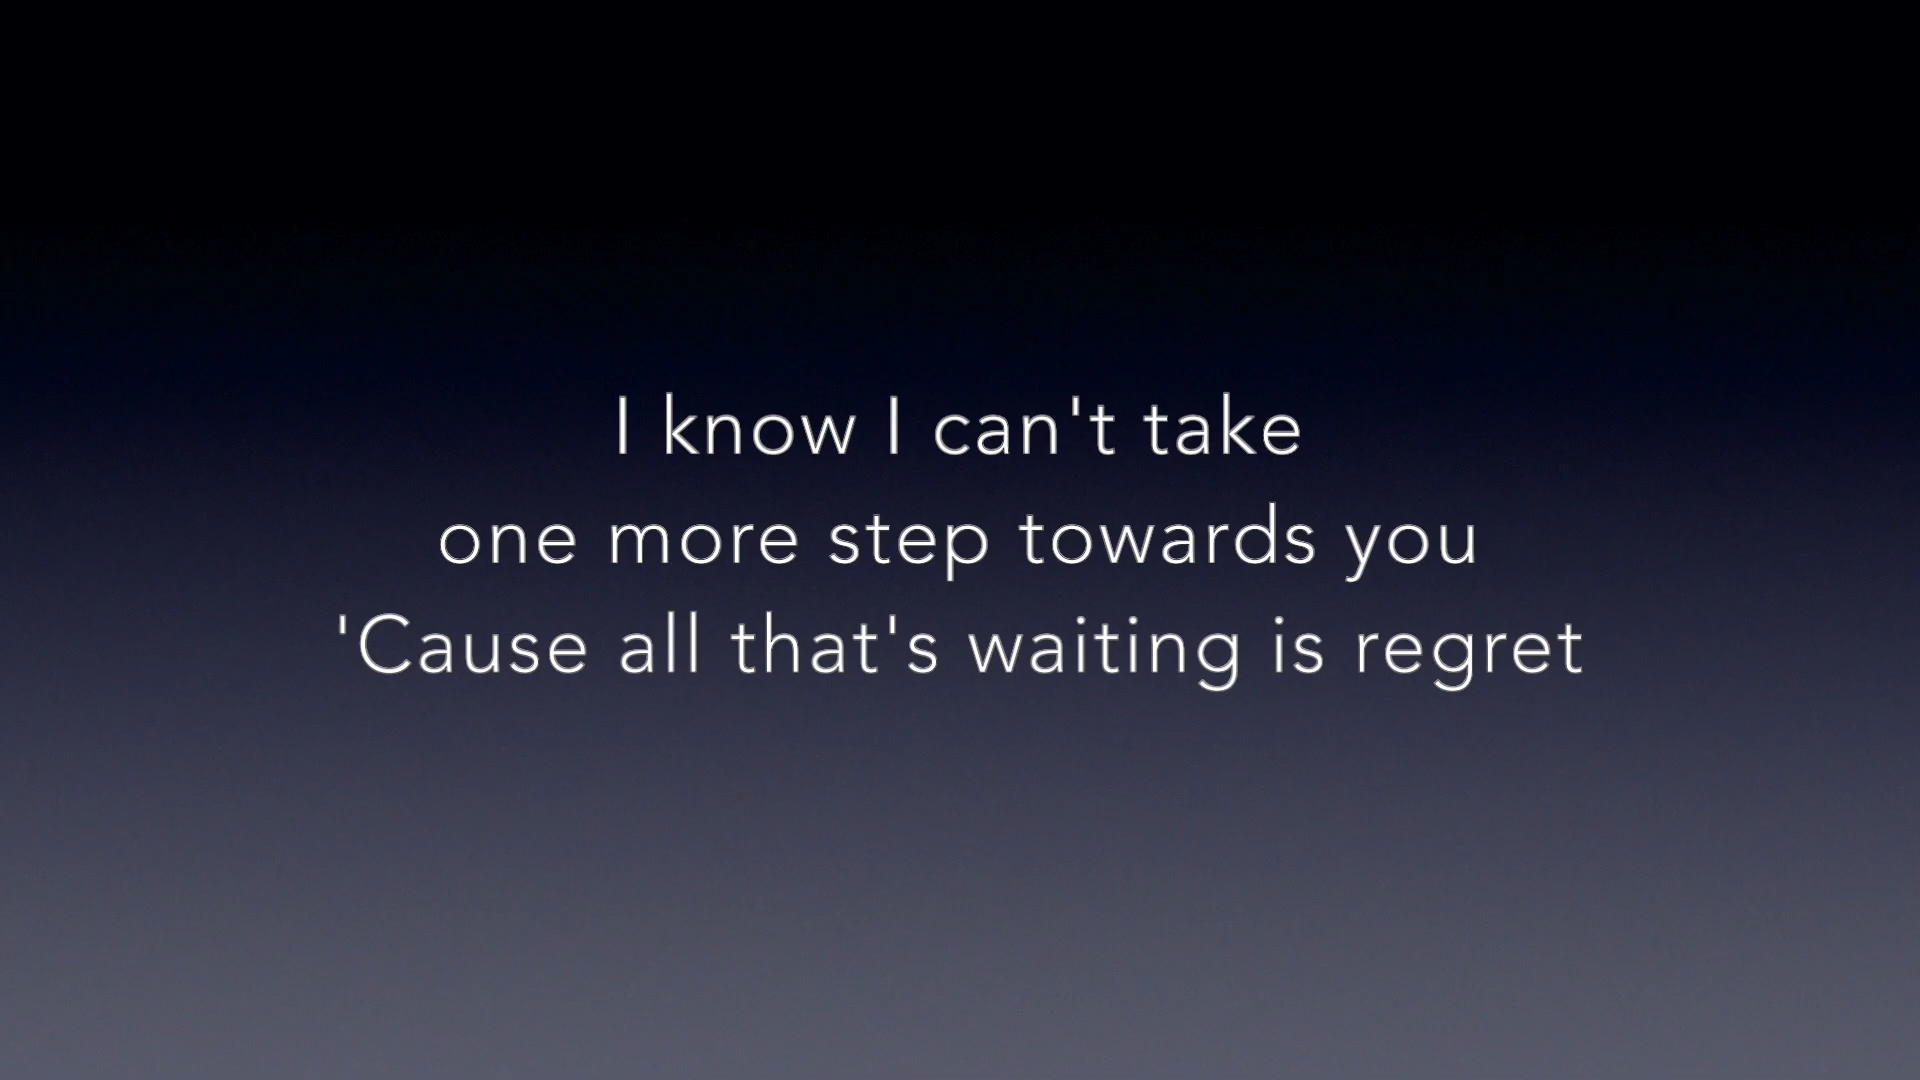 I know I can't take
one more step towards you
'Cause all that's waiting is regret